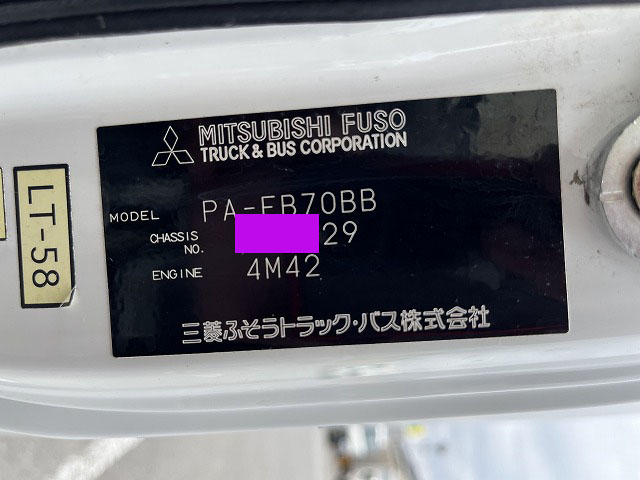 MITSUBISHI FUSO
TRUCK & BUS CORPORATION
MODEL PA-FB70BB
CHASSIS NO. 29
ENGINE 4M42
三菱ふそうトラック・バス株式会社
LT-58